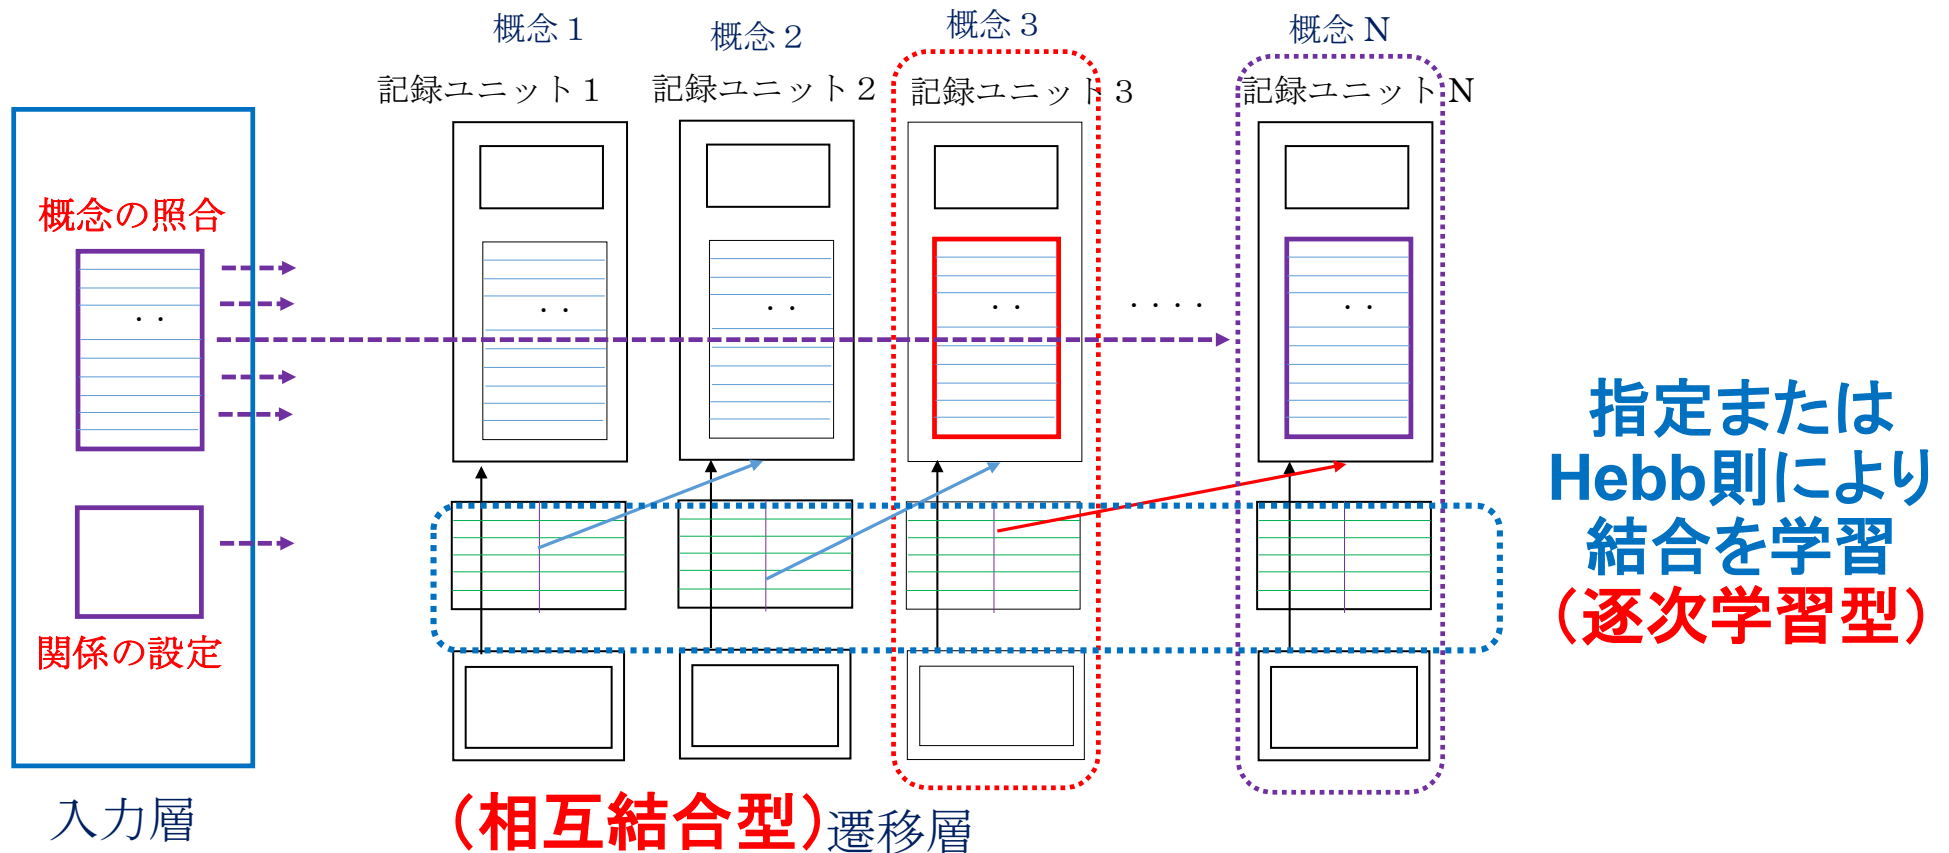 概念１
概念２
概念３
概念Ｎ
記録ユニット１
記録ユニット２
記録ユニット３
記録ユニットＮ
概念の照合
・・
・・
・・
・・
・・・・
・・
関係の設定
指定または
Hebb則により
結合を学習
（逐次学習型）
入力層
（相互結合型）遷移層